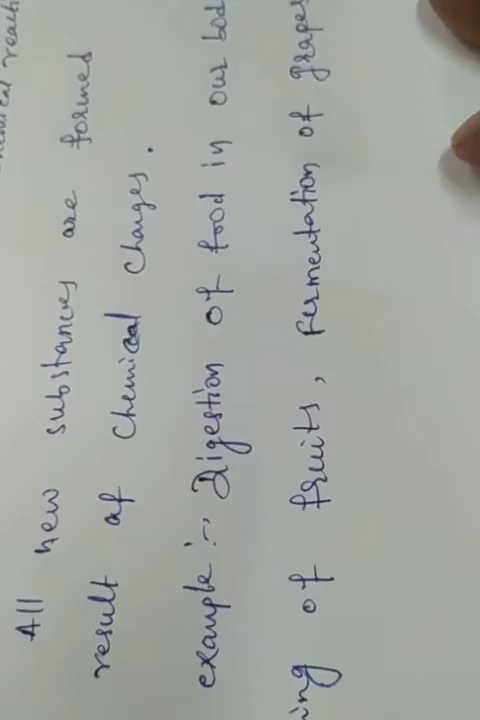 All new substances are formed
result of Chemical Changes.
example :- Digestion of food in our
of fruits, Fermentation of grapes